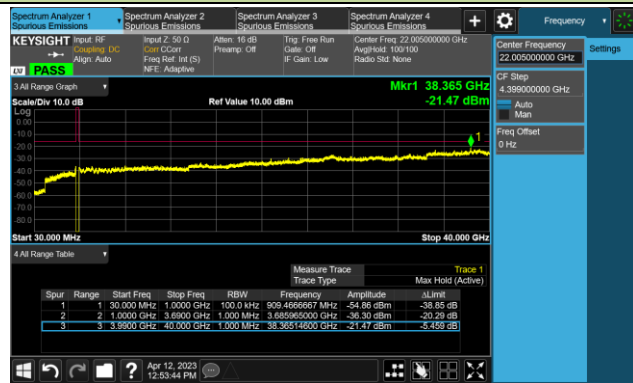 Spectrum Analyzer 1
Spurious Emissions
Spectrum Analyzer 2
Spurious Emissions
Spectrum Analyzer 3
Spurious Emissions
Spectrum Analyzer 4
Spurious Emissions
+
Frequency
KEYSIGHT
Input: RF
Coupling: DC
Align: Auto
Input Z: 50 Ω
Corr CCorr
Freq Ref: Int (S)
NFE: Adaptive
Atten: 16 dB
Preamp: Off
Trig: Free Run
Gate: Off
IF Gain: Low
Center Freq: 22.005000000 GHz
Avg|Hold: 100/100
Radio Std: None
LXI PASS
Center Frequency
22.005000000 GHz
Settings
CF Step
4.399000000 GHz
Auto
Man
Freq Offset
0 Hz
3 All Range Graph
Scale/Div 10.0 dB
Ref Value 10.00 dBm
Mkr1 38.365 GHz
-21.47 dBm
Log
0.00
-10.0
-20.0
-30.0
-40.0
-50.0
-60.0
-70.0
-80.0
1
Start 30.000 MHz
Stop 40.000 GHz
4 All Range Table
Measure Trace Trace 1
Trace Type Max Hold (Active)
Spur Range Start Freq Stop Freq RBW Frequency Amplitude ΔLimit
1 1 30.000 MHz 1.0000 GHz 100.0 kHz 909.4666667 MHz -54.86 dBm -38.85 dB
2 2 1.0000 GHz 3.6900 GHz 1.000 MHz 3.685965000 GHz -36.30 dBm -20.29 dB
3 3 3.9900 GHz 40.000 GHz 1.000 MHz 38.36514600 GHz -21.47 dBm -5.459 dB
?
Apr 12, 2023
12:53:44 PM